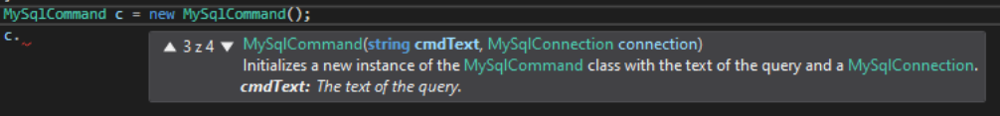 MySqlCommand c = new MySqlCommand();
c.
▲ 3 z 4 ▼ MySqlCommand(string cmdText, MySqlConnection connection)
Initializes a new instance of the MySqlCommand class with the text of the query and a MySqlConnection.
cmdText: The text of the query.